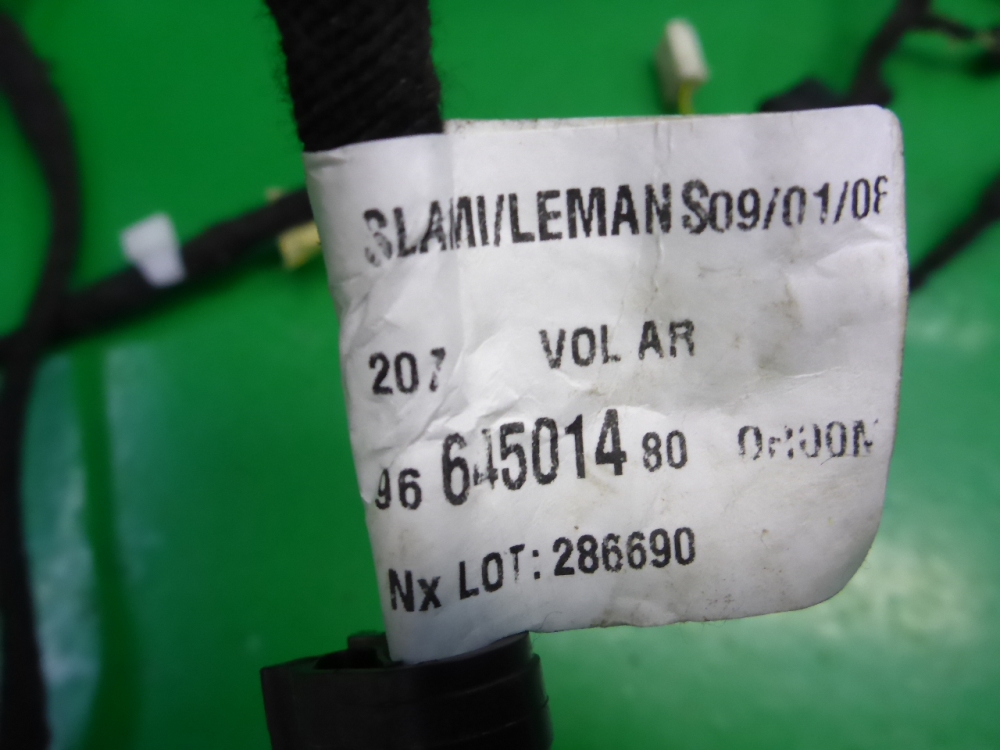 SLAMI/LEMANS09/01/08
207 VOL AR
96 645014 80
Nx LOT: 286690